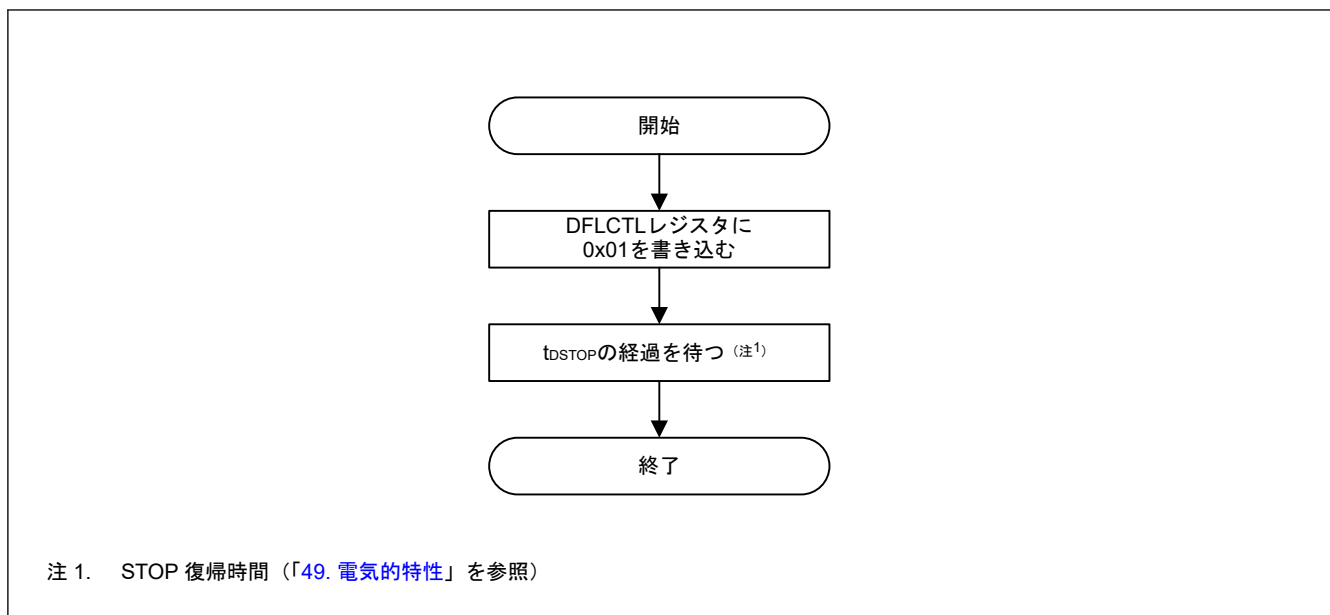 開始
DFLCTLレジスタに
0x01を書き込む
tDSTOPの経過を待つ（注1）
終了
注 1. STOP 復帰時間（「49. 電気的特性」を参照）